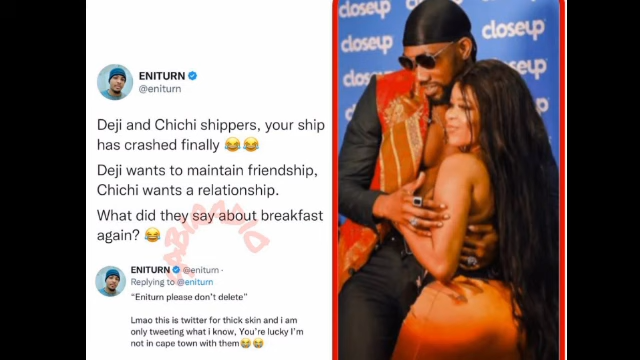 ENITURN
@eniturn
Deji and Chichi shippers, your ship
has crashed finally 😂😂
Deji wants to maintain friendship,
Chichi wants a relationship.
What did they say about breakfast
again? 😂
ENITURN @eniturn ·
Replying to @eniturn
"Eniturn please don't delete"
Lmao this is twitter for thick skin and i am
only tweeting what i know, You're lucky I'm
not in cape town with them😂😂
closeup
closeup
closeup
closeup
closeup